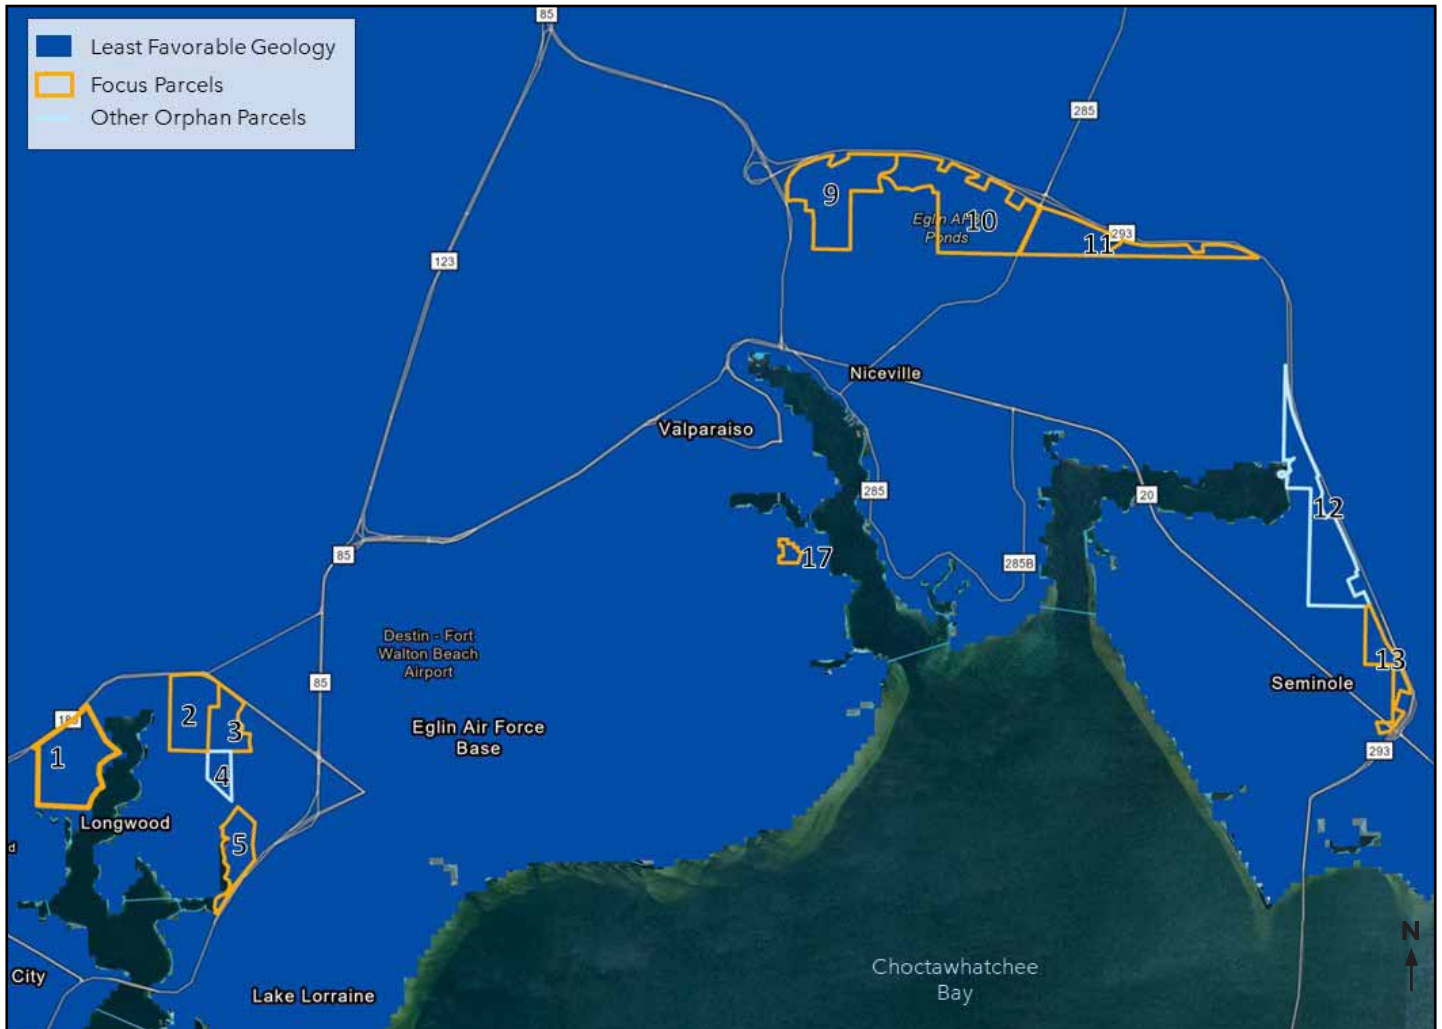 Least Favorable Geology
Focus Parcels
Other Orphan Parcels
85
285
9
10
Ponds
293
11
123
Niceville
Valparaiso
285
20
12
85
17
285B
Destin - Fort
Walton Beach
Airport
13
Seminole
85
2
3
Eglin Air Force
Base
1
4
293
Longwood
5
d
N
Choctawhatchee
Bay
City
Lake Lorraine